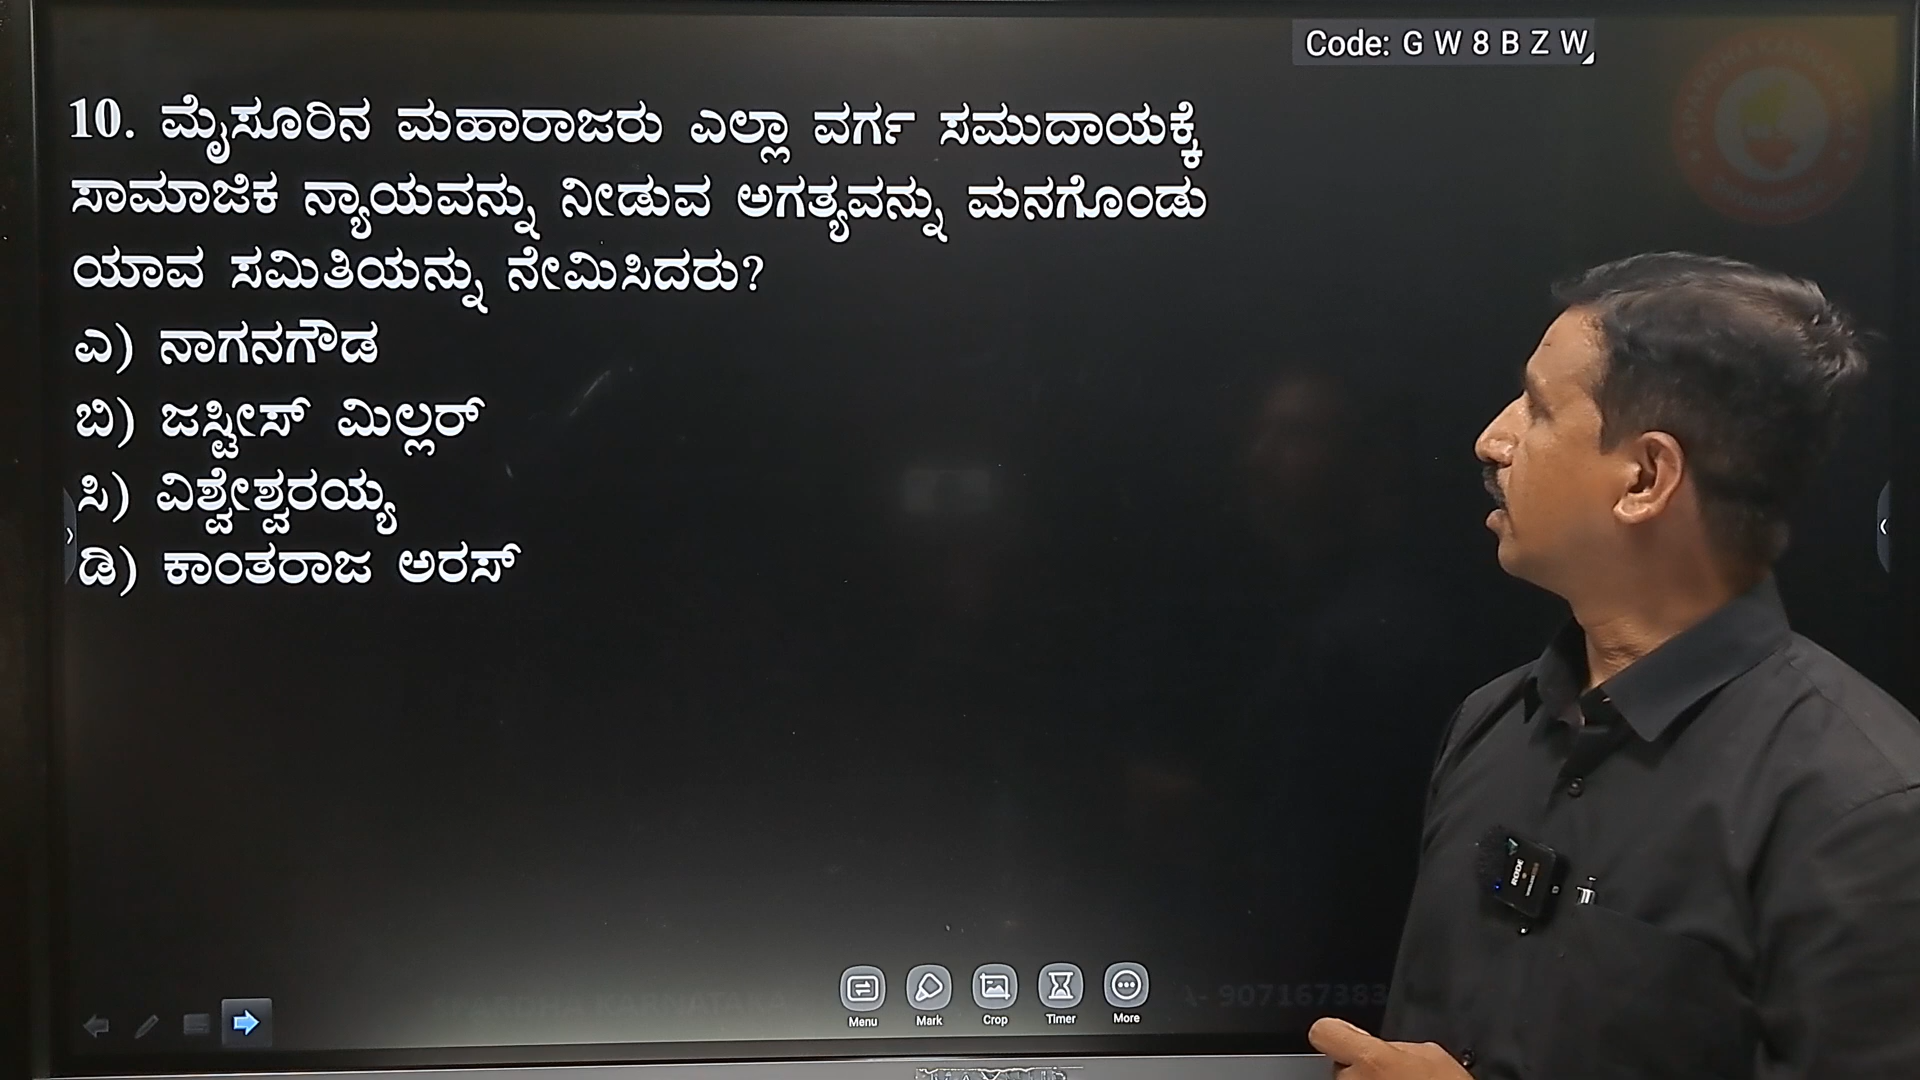 Code: G W 8 B Z W
10. ಮೈಸೂರಿನ ಮಹಾರಾಜರು ಎಲ್ಲಾ ವರ್ಗ ಸಮುದಾಯಕ್ಕೆ
ಸಾಮಾಜಿಕ ನ್ಯಾಯವನ್ನು ನೀಡುವ ಅಗತ್ಯವನ್ನು ಮನಗೊಂಡು
ಯಾವ ಸಮಿತಿಯನ್ನು ನೇಮಿಸಿದರು?
ಎ) ನಾಗನಗೌಡ
ಬಿ) ಜಸ್ಟೀಸ್ ಮಿಲ್ಲರ್
ಸಿ) ವಿಶ್ವೇಶ್ವರಯ್ಯ
ಡಿ) ಕಾಂತರಾಜ ಅರಸ್
RODE
Menu Mark Crop Timer More